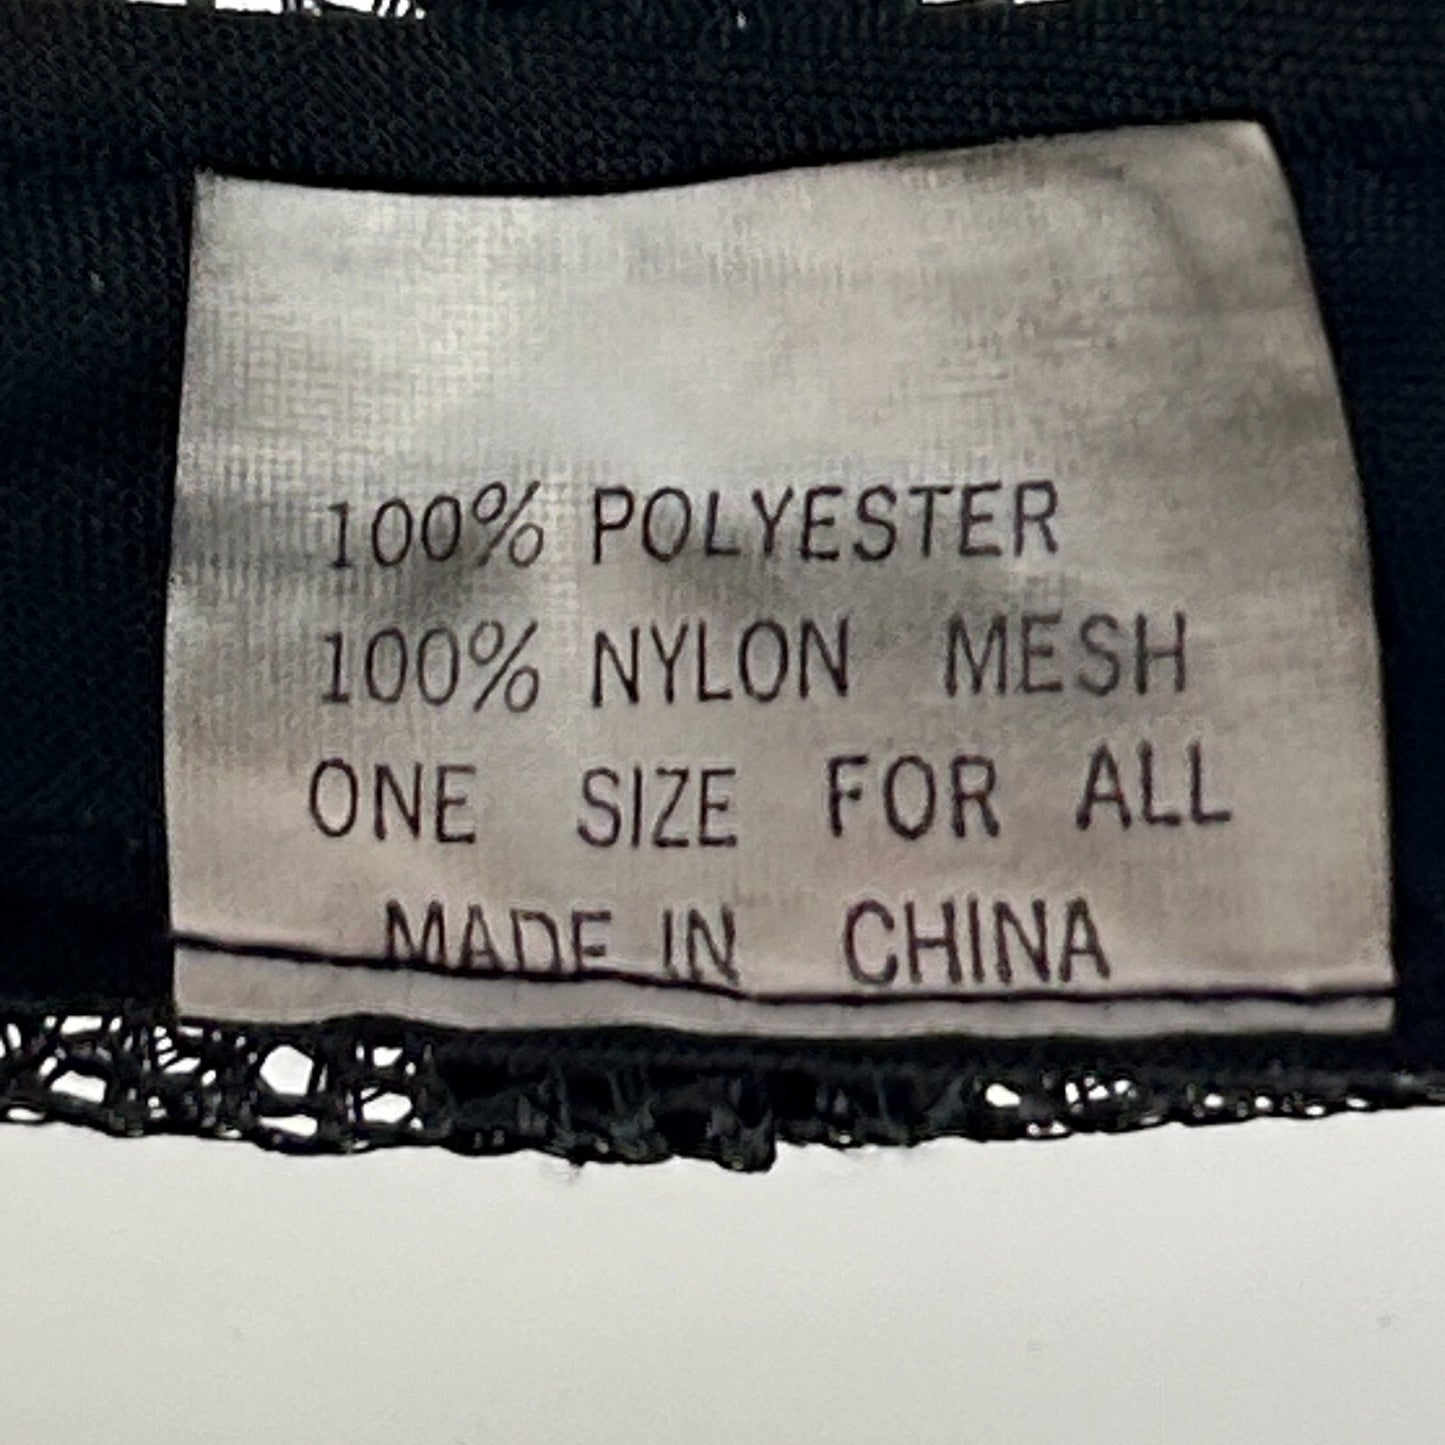 100% POLYESTER
100% NYLON MESH
ONE SIZE FOR ALL
MADE IN CHINA